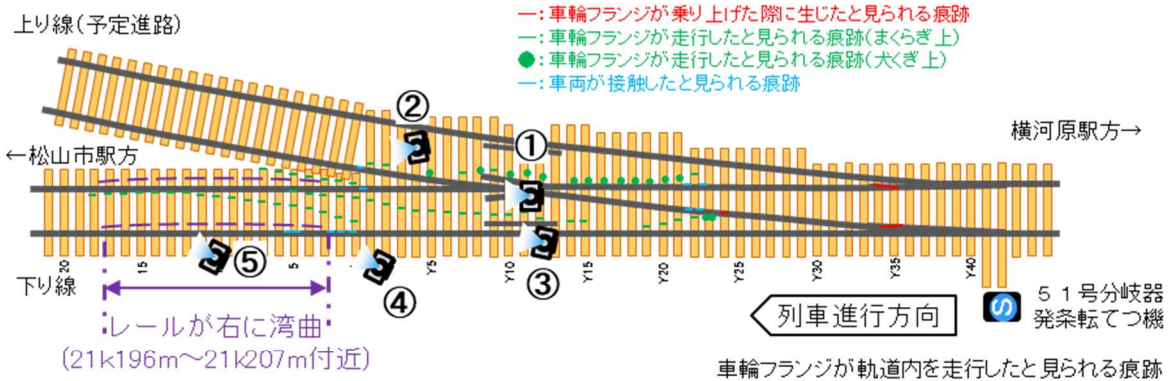 上り線(予定進路)
―:車輪フランジが乗り上げた際に生じたと見られる痕跡
―:車輪フランジが走行したと見られる痕跡(まくらぎ上)
●:車輪フランジが走行したと見られる痕跡(犬くぎ上)
―:車両が接触したと見られる痕跡
②
①
横河原駅方→
←松山市駅方
20
15
5
Y5
Y10
Y15
Y20
Y25
Y30
Y35
Y40
⑤
④
③
下り線
S
51号分岐器
発条転てつ機
列車進行方向
レールが右に湾曲
(21k196m～21k207m付近)
車輪フランジが軌道内を走行したと見られる痕跡